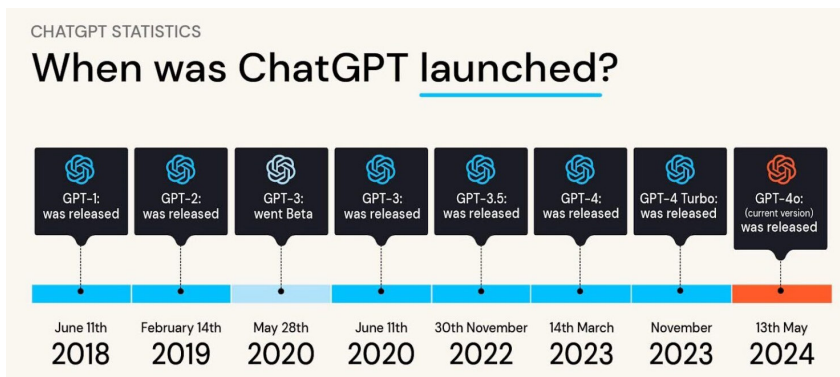 CHATGPT STATISTICS
When was ChatGPT launched?
GPT-1:
was released
GPT-2:
was released
GPT-3:
went Beta
GPT-3:
was released
GPT-3.5:
was released
GPT-4:
was released
GPT-4 Turbo:
was released
GPT-4o:
(current version)
was released
June 11th
2018
February 14th
2019
May 28th
2020
June 11th
2020
30th November
2022
14th March
2023
November
2023
13th May
2024